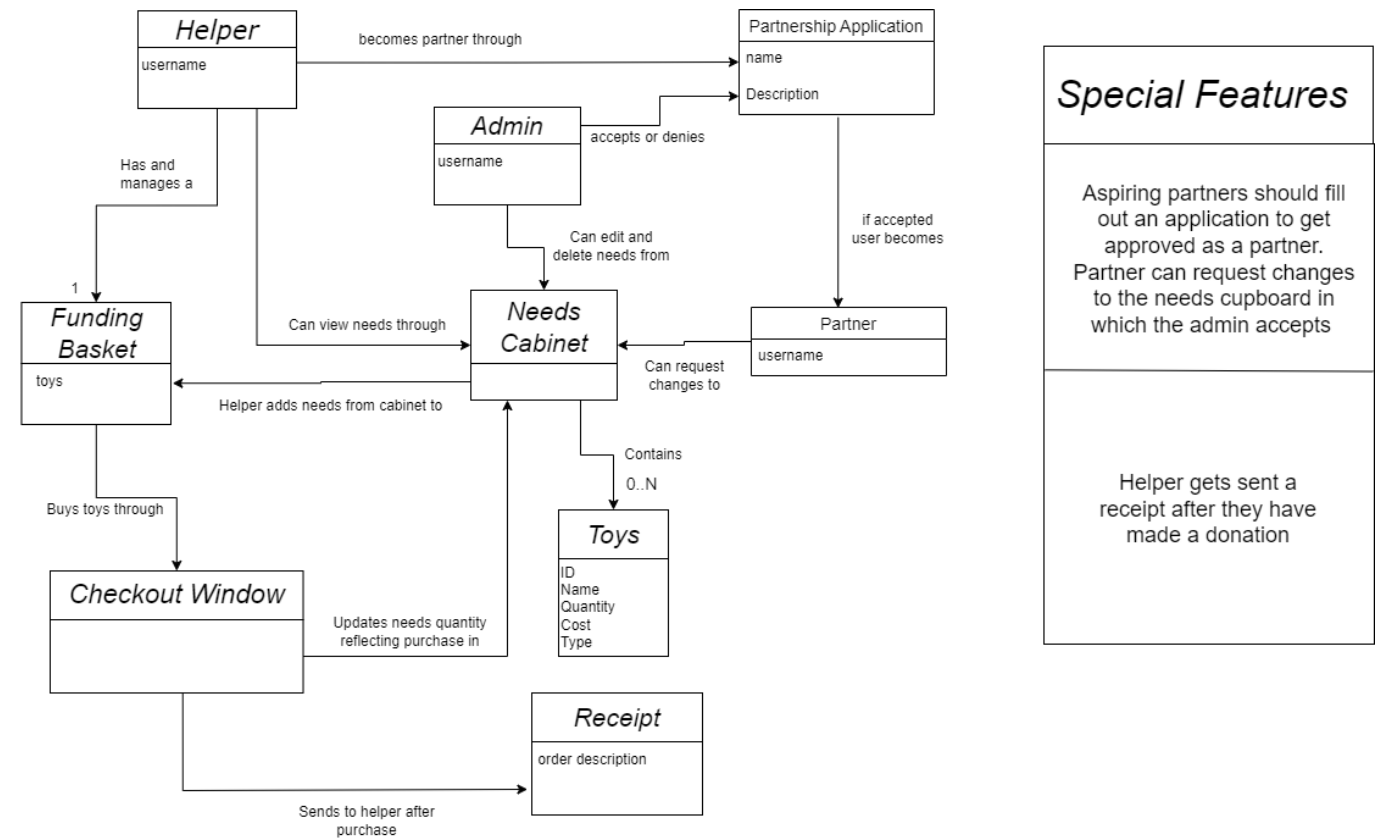 Helper
username
becomes partner through
Partnership Application
name
Description
Admin
username
accepts or denies
Has and
manages a
Can edit and
delete needs from
if accepted
user becomes
1
Funding
Basket
toys
Can view needs through
Needs
Cabinet
Partner
username
Can request
changes to
Helper adds needs from cabinet to
Contains
0..N
Buys toys through
Toys
ID
Name
Quantity
Cost
Type
Checkout Window
Updates needs quantity
reflecting purchase in
Receipt
order description
Sends to helper after
purchase
Special Features
Aspiring partners should fill
out an application to get
approved as a partner.
Partner can request changes
to the needs cupboard in
which the admin accepts
Helper gets sent a
receipt after they have
made a donation